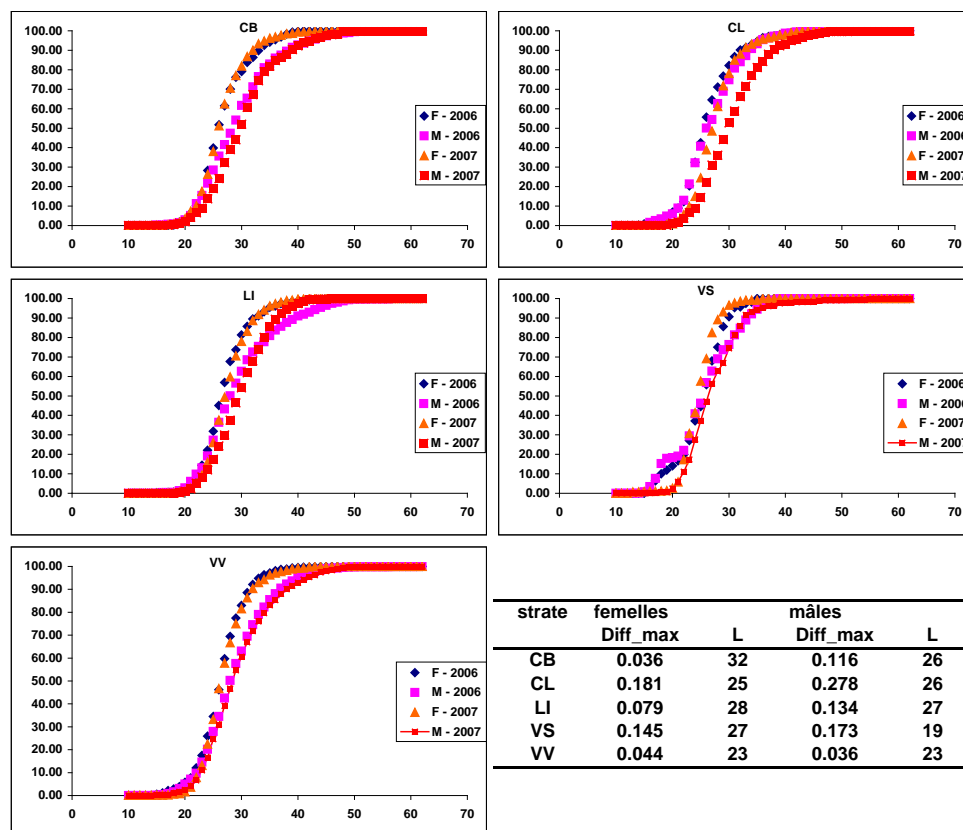 CB
100.00
90.00
80.00
70.00
60.00
50.00
40.00
30.00
20.00
10.00
0.00
0 10 20 30 40 50 60 70
F - 2006
M - 2006
F - 2007
M - 2007
CL
100.00
90.00
80.00
70.00
60.00
50.00
40.00
30.00
20.00
10.00
0.00
0 10 20 30 40 50 60 70
F - 2006
M - 2006
F - 2007
M - 2007
LI
100.00
90.00
80.00
70.00
60.00
50.00
40.00
30.00
20.00
10.00
0.00
0 10 20 30 40 50 60 70
F - 2006
M - 2006
F - 2007
M - 2007
VS
100.00
90.00
80.00
70.00
60.00
50.00
40.00
30.00
20.00
10.00
0.00
0 10 20 30 40 50 60 70
F - 2006
M - 2006
F - 2007
M - 2007
VV
100.00
90.00
80.00
70.00
60.00
50.00
40.00
30.00
20.00
10.00
0.00
0 10 20 30 40 50 60 70
F - 2006
M - 2006
F - 2007
M - 2007
strate femelles mâles
Diff_max L Diff_max L
CB 0.036 32 0.116 26
CL 0.181 25 0.278 26
LI 0.079 28 0.134 27
VS 0.145 27 0.173 19
VV 0.044 23 0.036 23